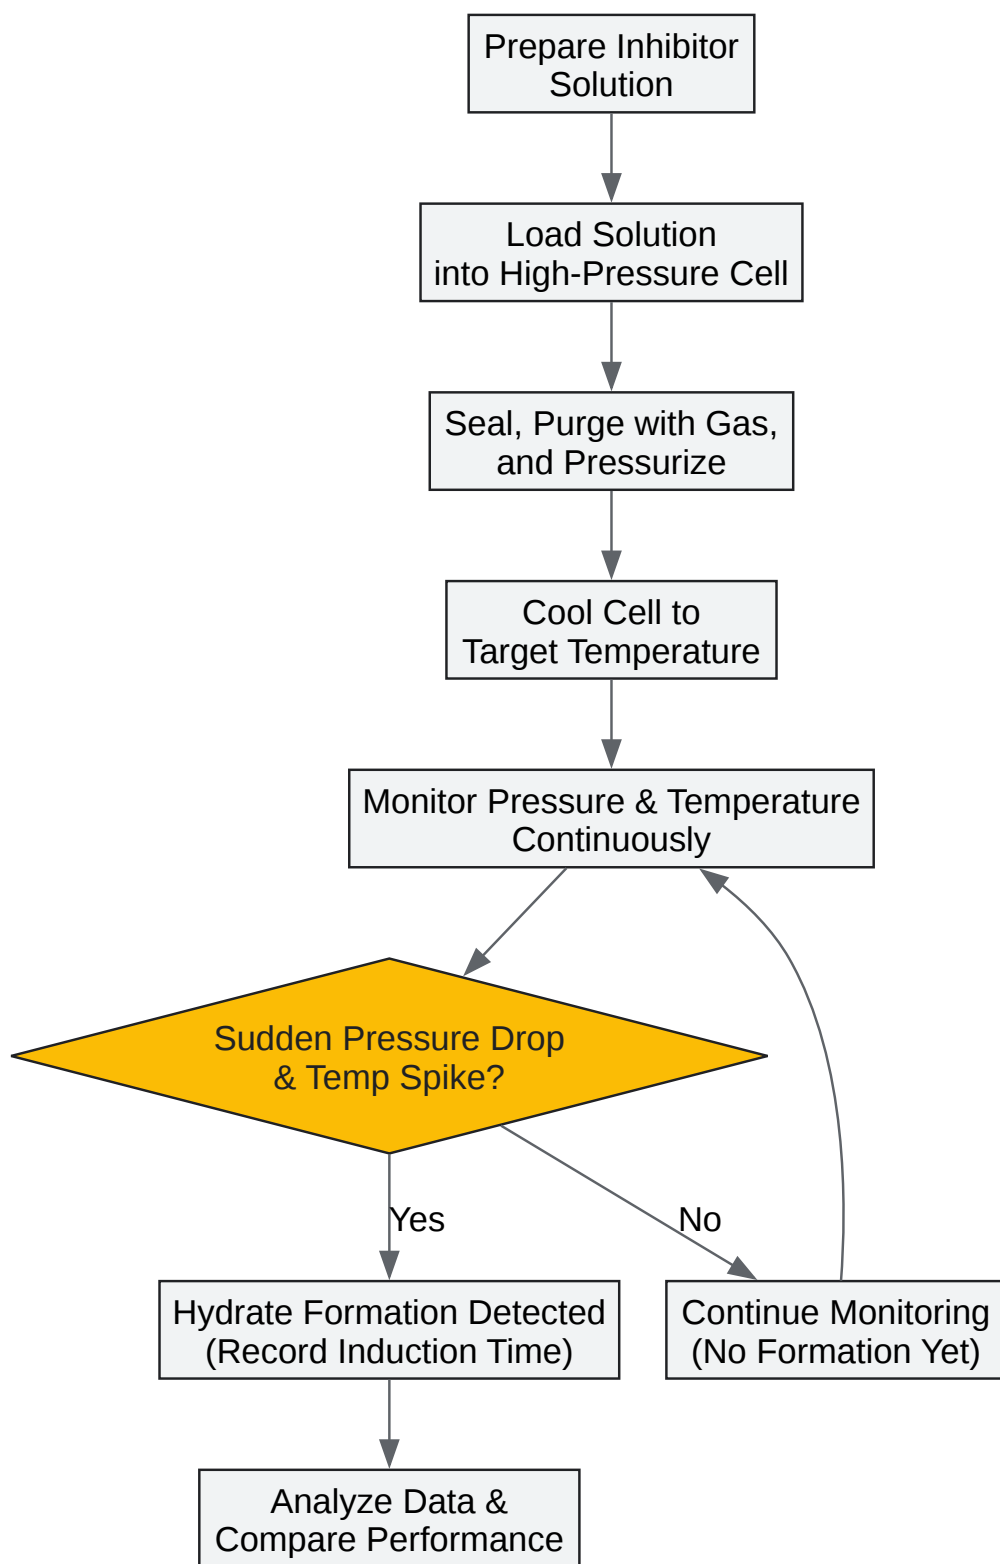 Prepare Inhibitor
Solution
Load Solution
into High-Pressure Cell
Seal, Purge with Gas,
and Pressurize
Cool Cell to
Target Temperature
Monitor Pressure & Temperature
Continuously
Sudden Pressure Drop
& Temp Spike?
Yes
No
Hydrate Formation Detected
(Record Induction Time)
Continue Monitoring
(No Formation Yet)
Analyze Data &
Compare Performance